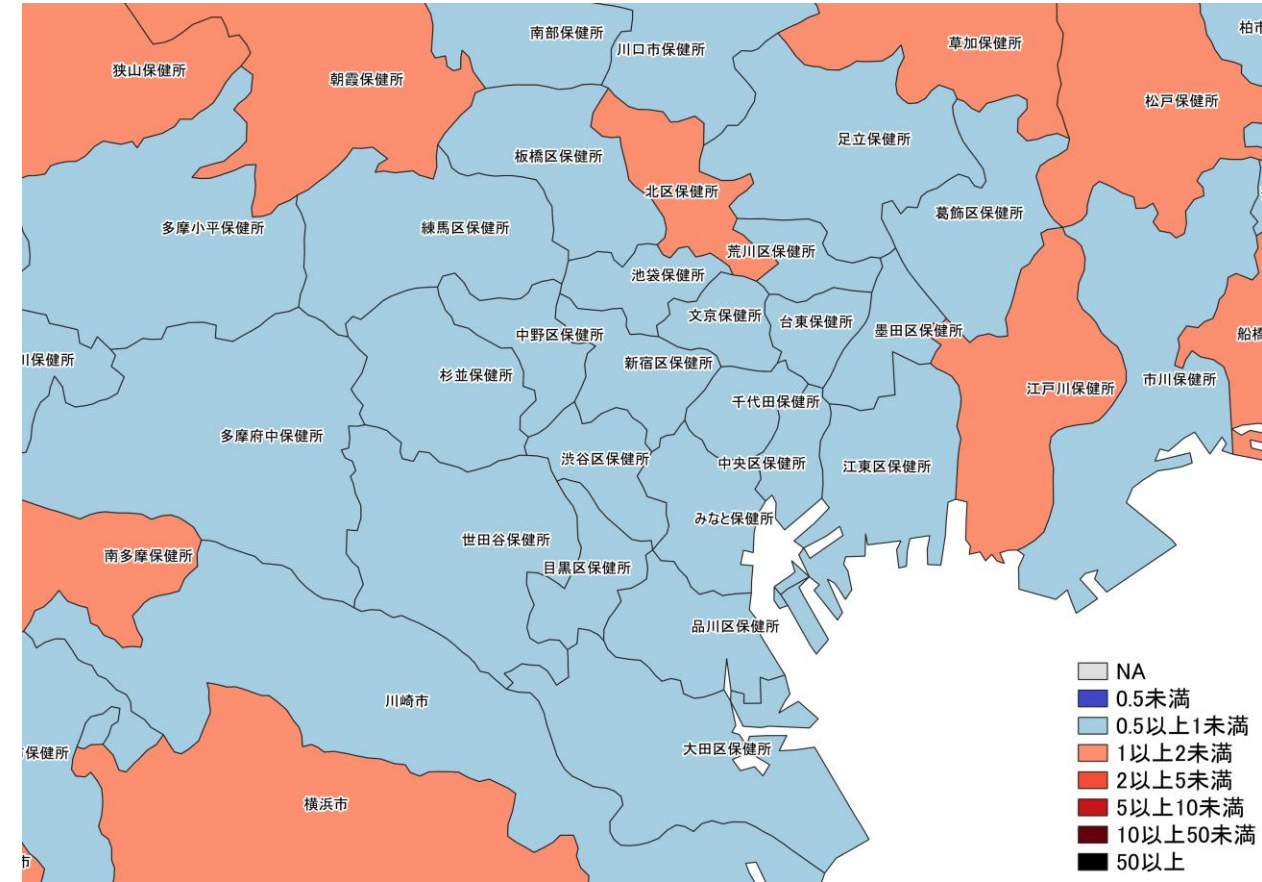 南部保健所
柏市
草加保健所
川口市保健所
狭山保健所
朝霞保健所
松戸保健所
足立保健所
板橋区保健所
北区保健所
葛飾区保健所
多摩小平保健所
練馬区保健所
荒川区保健所
池袋保健所
文京保健所
台東保健所
墨田区保健所
中野区保健所
船橋
川保健所
新宿区保健所
杉並保健所
市川保健所
江戸川保健所
千代田保健所
多摩府中保健所
渋谷区保健所
中央区保健所
江東区保健所
みなと保健所
世田谷保健所
南多摩保健所
目黒区保健所
品川区保健所
川崎市
大田区保健所
保健所
横浜市
市
NA
0.5未満
0.5以上1未満
1以上2未満
2以上5未満
5以上10未満
10以上50未満
50以上